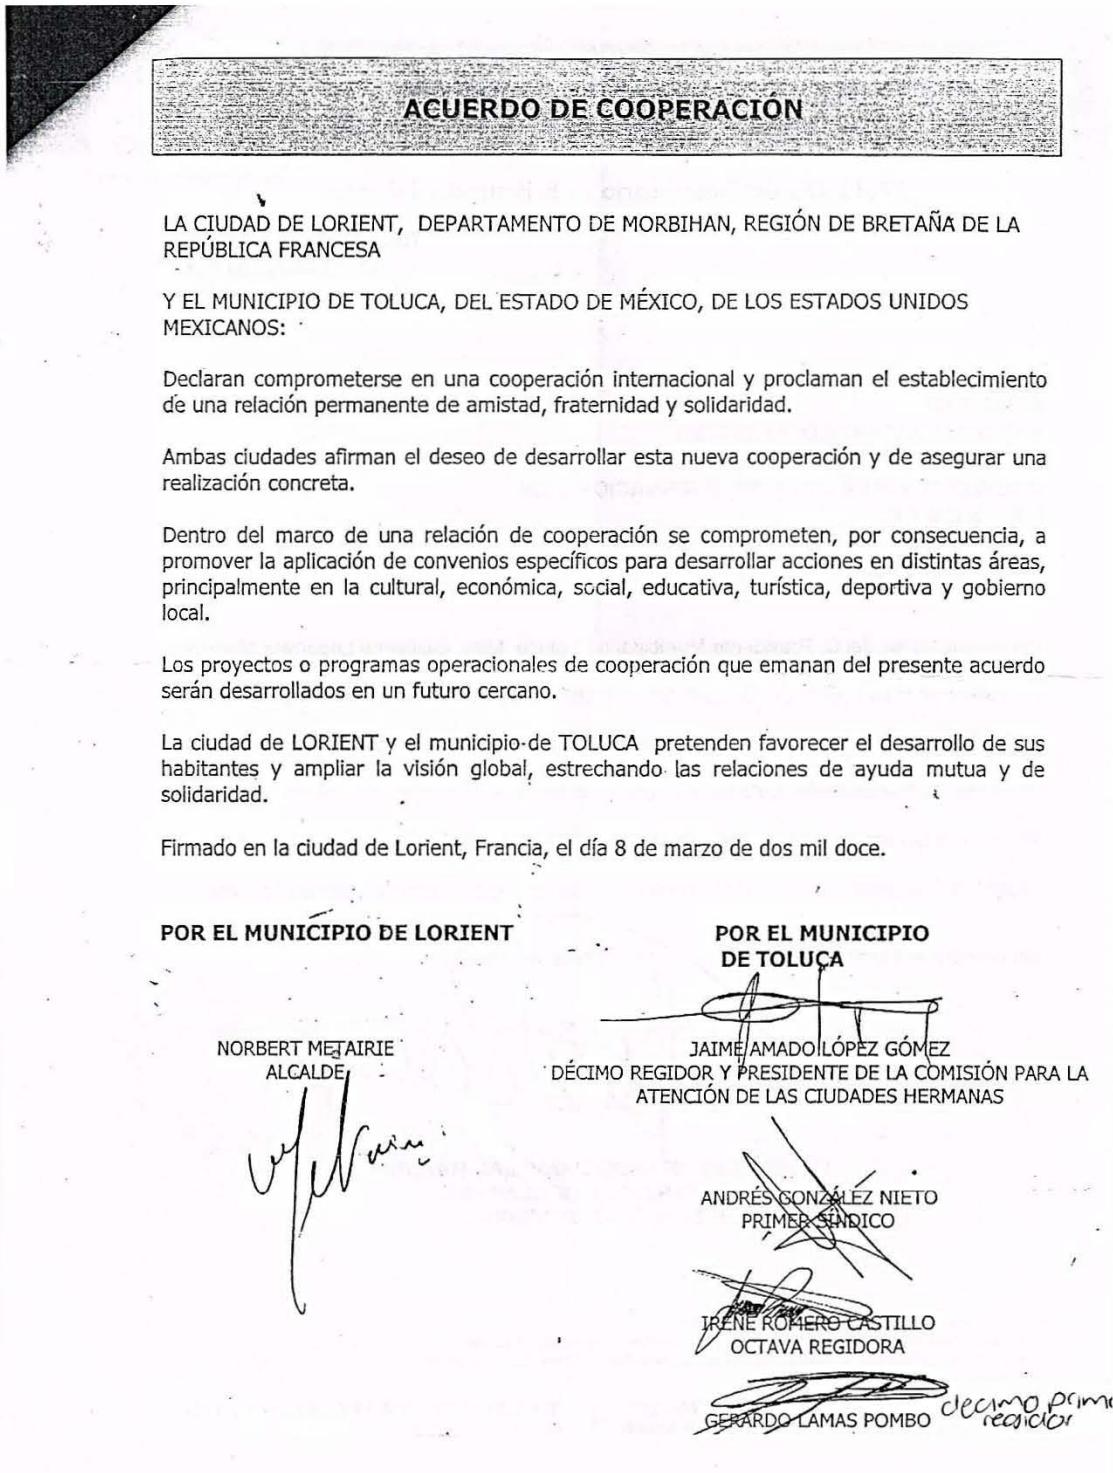 ACUERDO DE COOPERACIÓN
LA CIUDAD DE LORIENT, DEPARTAMENTO DE MORBIHAN, REGIÓN DE BRETAÑA DE LA
REPÚBLICA FRANCESA
Y EL MUNICIPIO DE TOLUCA, DEL ESTADO DE MÉXICO, DE LOS ESTADOS UNIDOS
MEXICANOS:
Declaran comprometerse en una cooperación internacional y proclaman el establecimiento
de una relación permanente de amistad, fraternidad y solidaridad.
Ambas ciudades afirman el deseo de desarrollar esta nueva cooperación y de asegurar una
realización concreta.
Dentro del marco de una relación de cooperación se comprometen, por consecuencia, a
promover la aplicación de convenios específicos para desarrollar acciones en distintas áreas,
principalmente en la cultural, económica, social, educativa, turística, deportiva y gobierno
local.
Los proyectos o programas operacionales de cooperación que emanan del presente acuerdo
serán desarrollados en un futuro cercano.
La ciudad de LORIENT y el municipio de TOLUCA pretenden favorecer el desarrollo de sus
habitantes y ampliar la visión global, estrechando las relaciones de ayuda mutua y de
solidaridad.
Firmado en la ciudad de Lorient, Francia, el día 8 de marzo de dos mil doce.
POR EL MUNICIPIO DE LORIENT
NORBERT METAIRIE
ALCALDE
POR EL MUNICIPIO
DE TOLUCA
JAIME AMADO LÓPEZ GÓMEZ
DÉCIMO REGIDOR Y PRESIDENTE DE LA COMISIÓN PARA LA
ATENCIÓN DE LAS CIUDADES HERMANAS
ANDRÉS GONZÁLEZ NIETO
PRIMER SÍNDICO
IRENE ROMERO CASTILLO
OCTAVA REGIDORA
GERARDO LAMAS POMBO
decimo prime
regidor